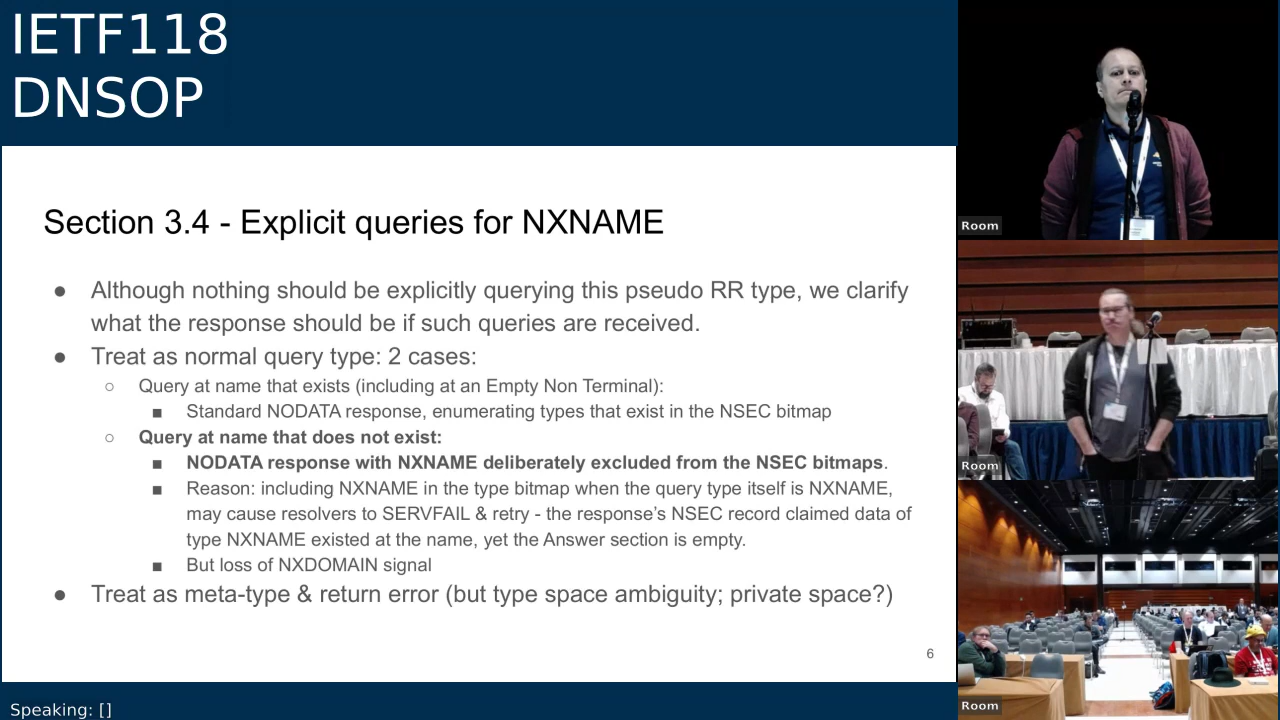 IETF118
DNSOP
Section 3.4 - Explicit queries for NXNAME
● Although nothing should be explicitly querying this pseudo RR type, we clarify
what the response should be if such queries are received.
● Treat as normal query type: 2 cases:
○ Query at name that exists (including at an Empty Non Terminal):
■ Standard NODATA response, enumerating types that exist in the NSEC bitmap
○ Query at name that does not exist:
■ NODATA response with NXNAME deliberately excluded from the NSEC bitmaps.
■ Reason: including NXNAME in the type bitmap when the query type itself is NXNAME,
may cause resolvers to SERVFAIL & retry - the response’s NSEC record claimed data of
type NXNAME existed at the name, yet the Answer section is empty.
■ But loss of NXDOMAIN signal
● Treat as meta-type & return error (but type space ambiguity; private space?)
6
Speaking: []
Room
Room
Room